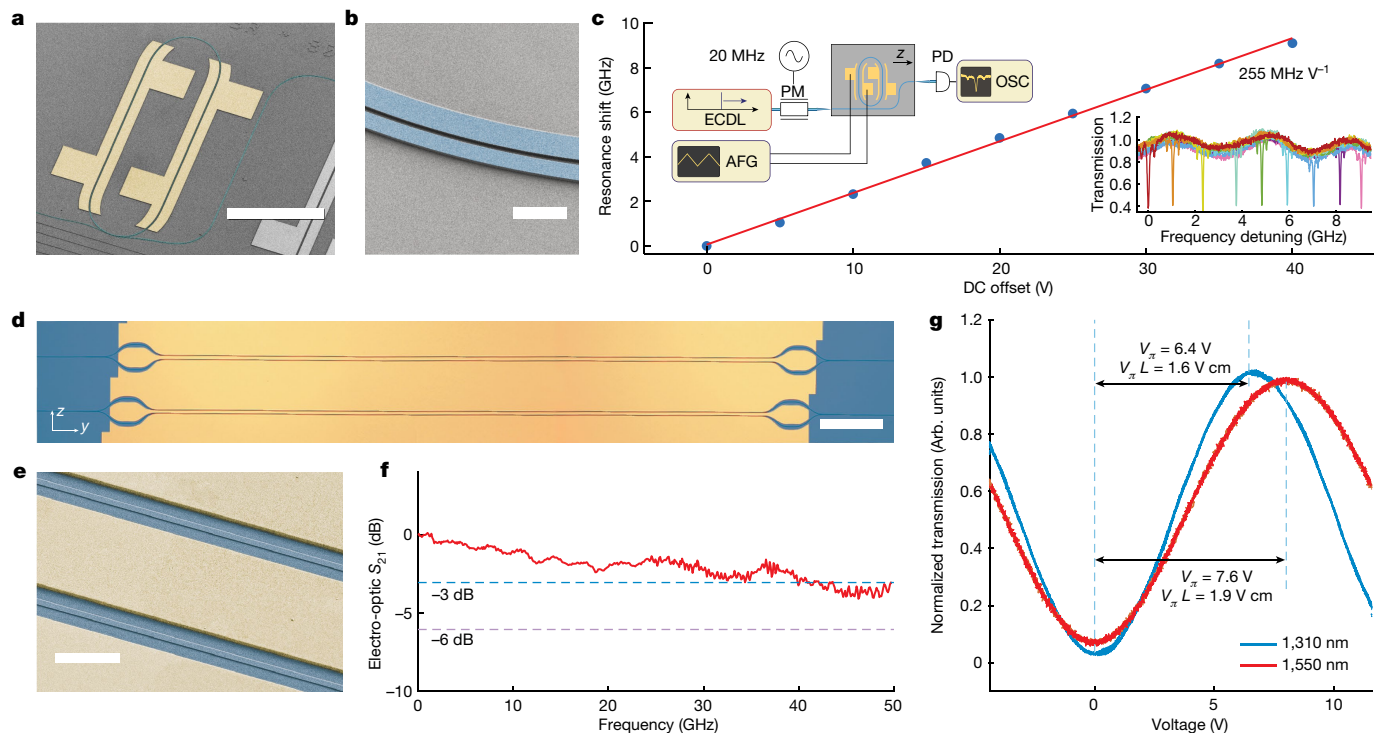 a
b
c
Resonance shift (GHz)
10
8
6
4
2
0
0
10
20
30
40
DC offset (V)
20 MHz
PM
ECDL
AFG
z
PD
OSC
255 MHz V⁻¹
Transmission
1.2
1.0
0.8
0.6
0.4
0
2
4
6
8
Frequency detuning (GHz)
d
z
y
e
f
Electro-optic S₂₁ (dB)
0
−5
−10
−3 dB
−6 dB
0
10
20
30
40
50
Frequency (GHz)
g
Normalized transmission (Arb. units)
1.2
1.0
0.8
0.6
0.4
0.2
0
Vπ = 6.4 V
Vπ L = 1.6 V cm
Vπ = 7.6 V
Vπ L = 1.9 V cm
1,310 nm
1,550 nm
0
5
10
Voltage (V)